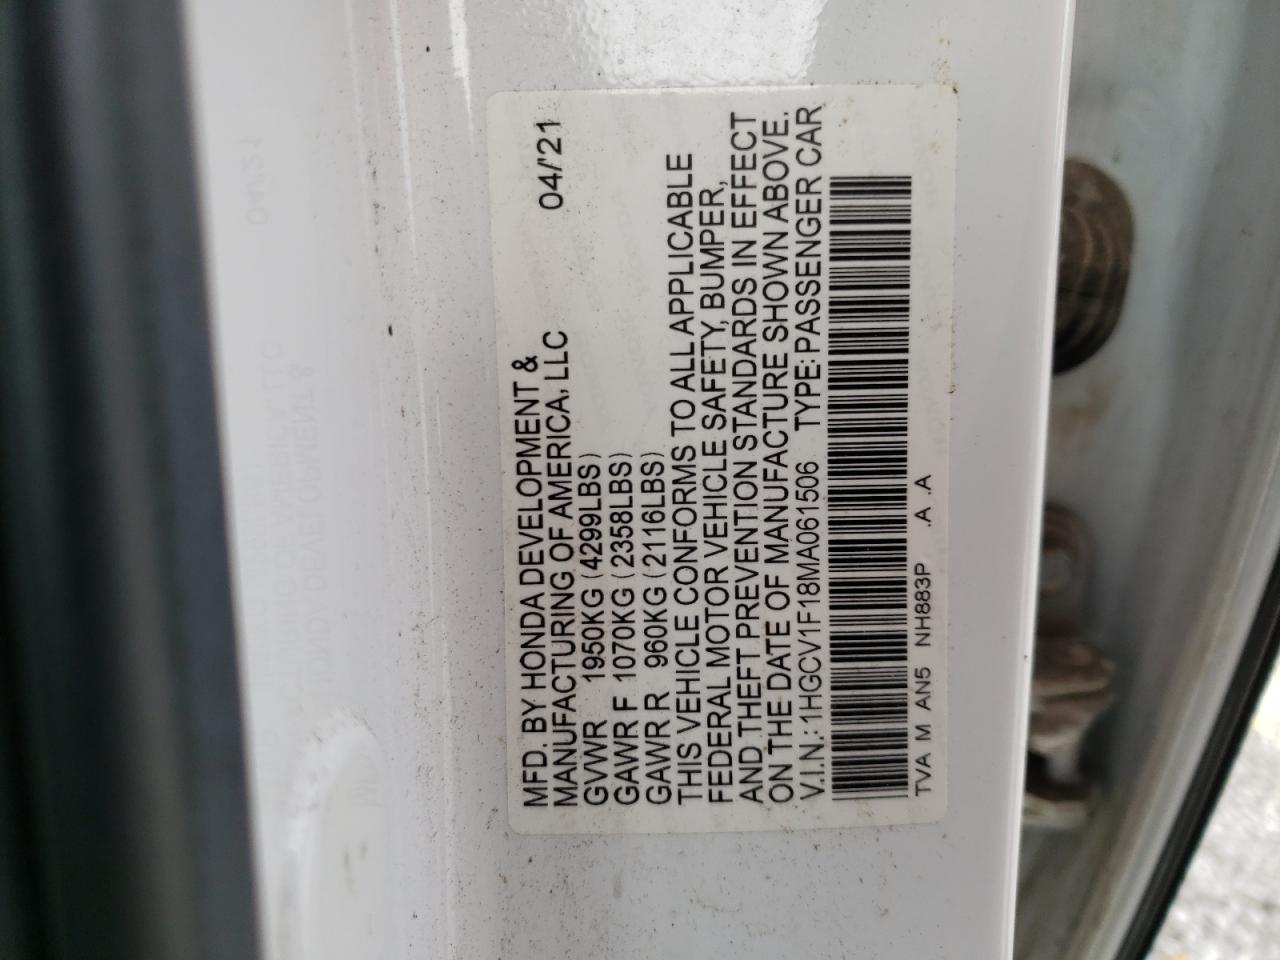 MFD. BY HONDA DEVELOPMENT &
MANUFACTURING OF AMERICA, LLC 04/'21
GVWR 1950KG (4299LBS)
GAWR F 1070KG (2358LBS)
GAWR R 960KG (2116LBS)
THIS VEHICLE CONFORMS TO ALL APPLICABLE
FEDERAL MOTOR VEHICLE SAFETY, BUMPER,
AND THEFT PREVENTION STANDARDS IN EFFECT
ON THE DATE OF MANUFACTURE SHOWN ABOVE.
V.I.N.: 1HGCV1F18MA061506 TYPE: PASSENGER CAR
TVA M AN5 NH883P .A .A